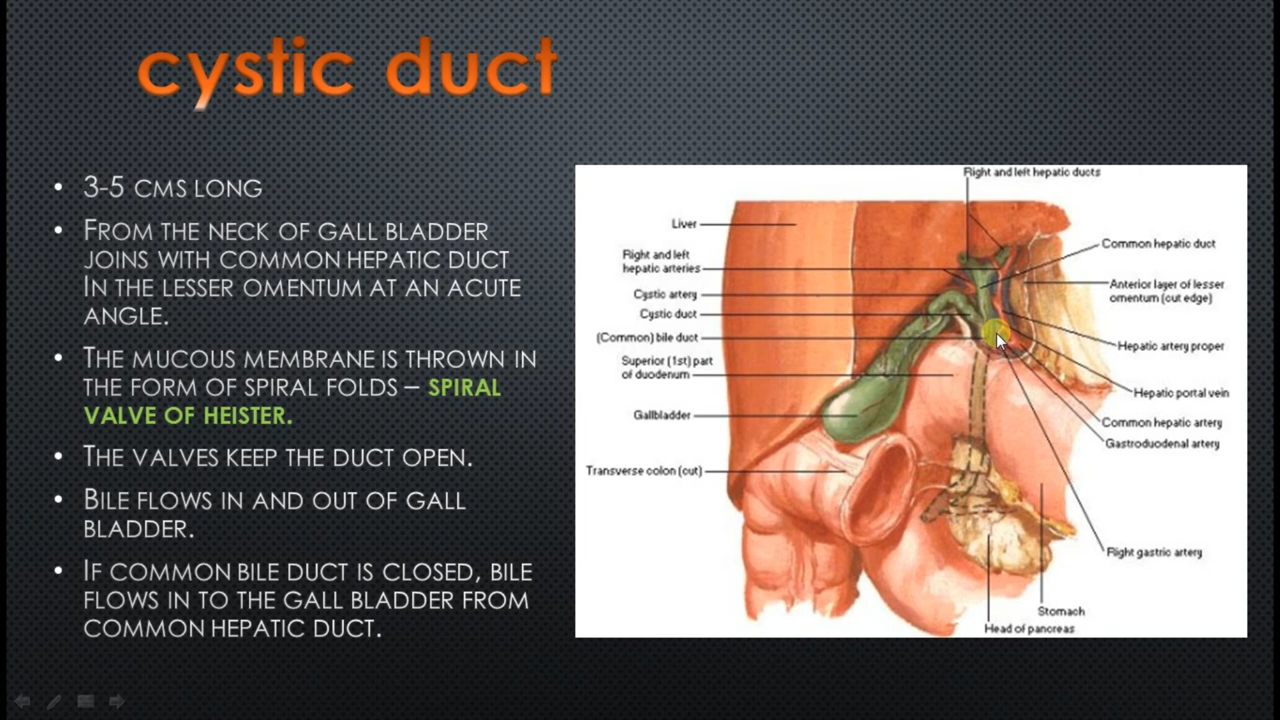 cystic duct
• 3-5 CMS LONG
• FROM THE NECK OF GALL BLADDER
JOINS WITH COMMON HEPATIC DUCT
IN THE LESSER OMENTUM AT AN ACUTE
ANGLE.
• THE MUCOUS MEMBRANE IS THROWN IN
THE FORM OF SPIRAL FOLDS – SPIRAL
VALVE OF HEISTER.
• THE VALVES KEEP THE DUCT OPEN.
• BILE FLOWS IN AND OUT OF GALL
BLADDER.
• IF COMMON BILE DUCT IS CLOSED, BILE
FLOWS IN TO THE GALL BLADDER FROM
COMMON HEPATIC DUCT.
Right and left hepatic ducts
Liver
Right and left
hepatic arteries
Cystic artery
Cystic duct
(Common) bile duct
Superior (1st) part
of duodenum
Gallbladder
Transverse colon (cut)
Common hepatic duct
Anterior layer of lesser
omentum (cut edge)
Hepatic artery proper
Hepatic portal vein
Common hepatic artery
Gastroduodenal artery
Right gastric artery
Stomach
Head of pancreas